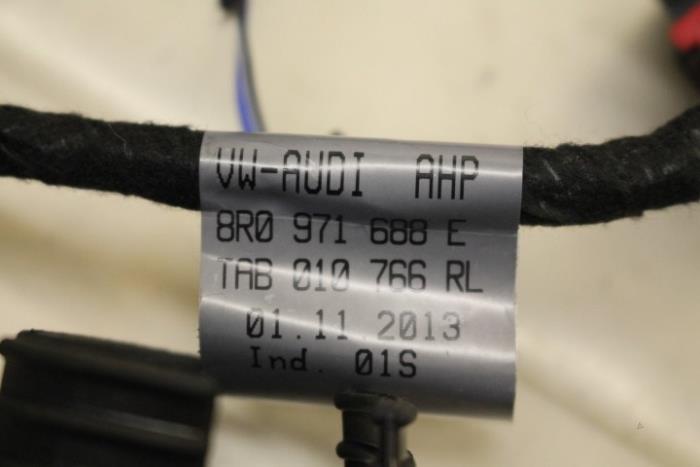 VW-AUDI AHP
8R0 971 688 E
TAB 010 766 RL
01.11.2013
Ind. 01S